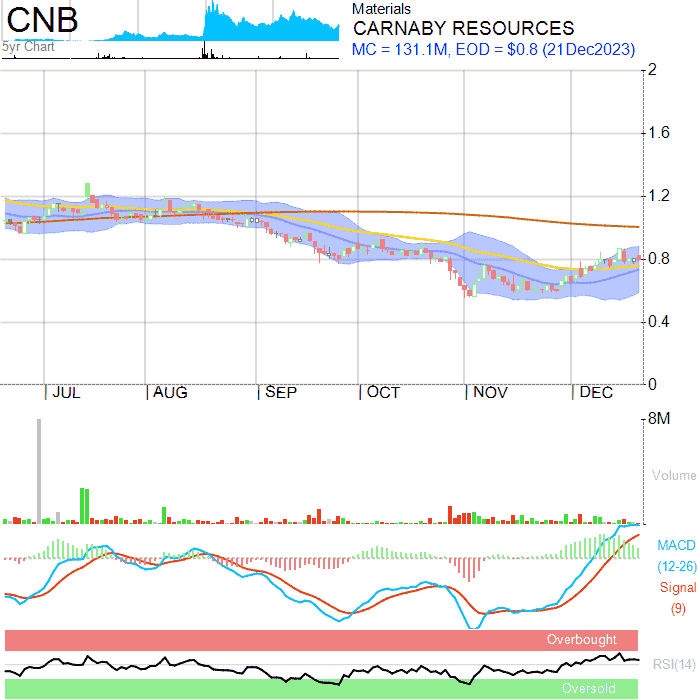 CNB
5yr Chart
Materials
CARNABY RESOURCES
MC = 131.1M, EOD = $0.8 (21Dec2023)
2
1.6
1.2
0.8
0.4
0
JUL AUG SEP OCT NOV DEC
8M
Volume
MACD
(12-26)
Signal
(9)
Overbought
RSI(14)
Oversold